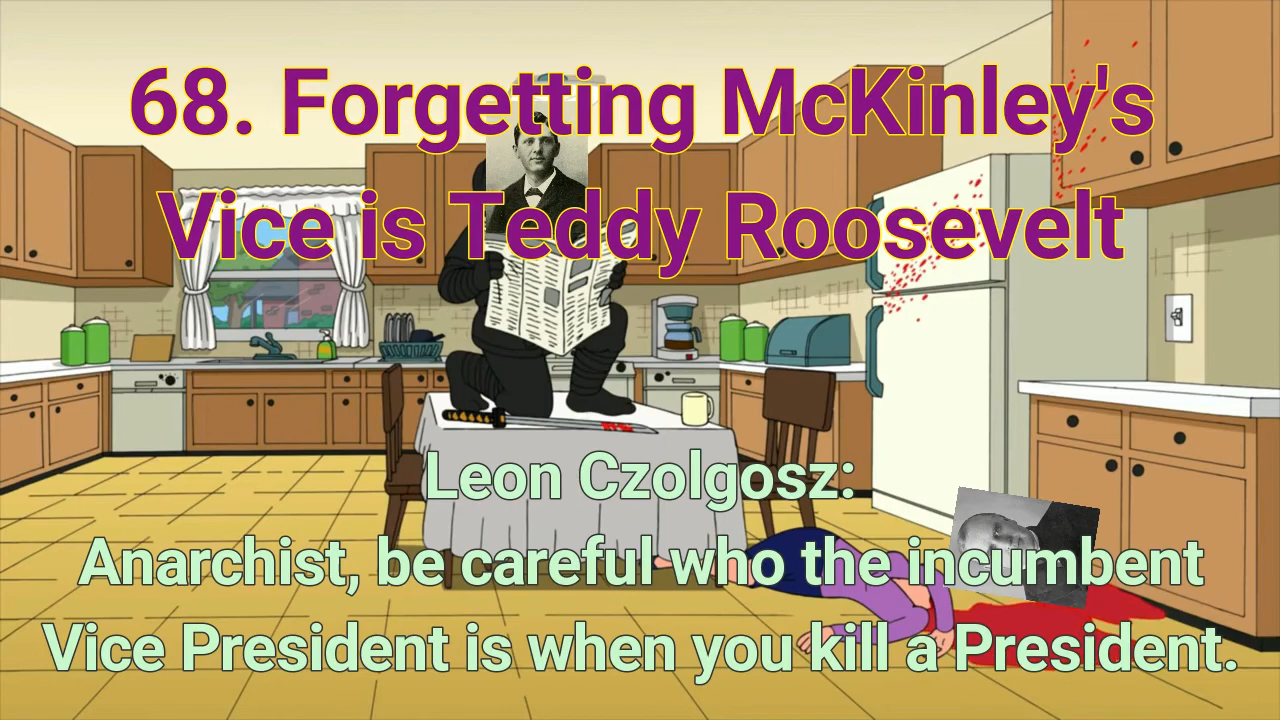 68. Forgetting McKinley's
Vice is Teddy Roosevelt
Leon Czolgosz:
Anarchist, be careful who the incumbent
Vice President is when you kill a President.